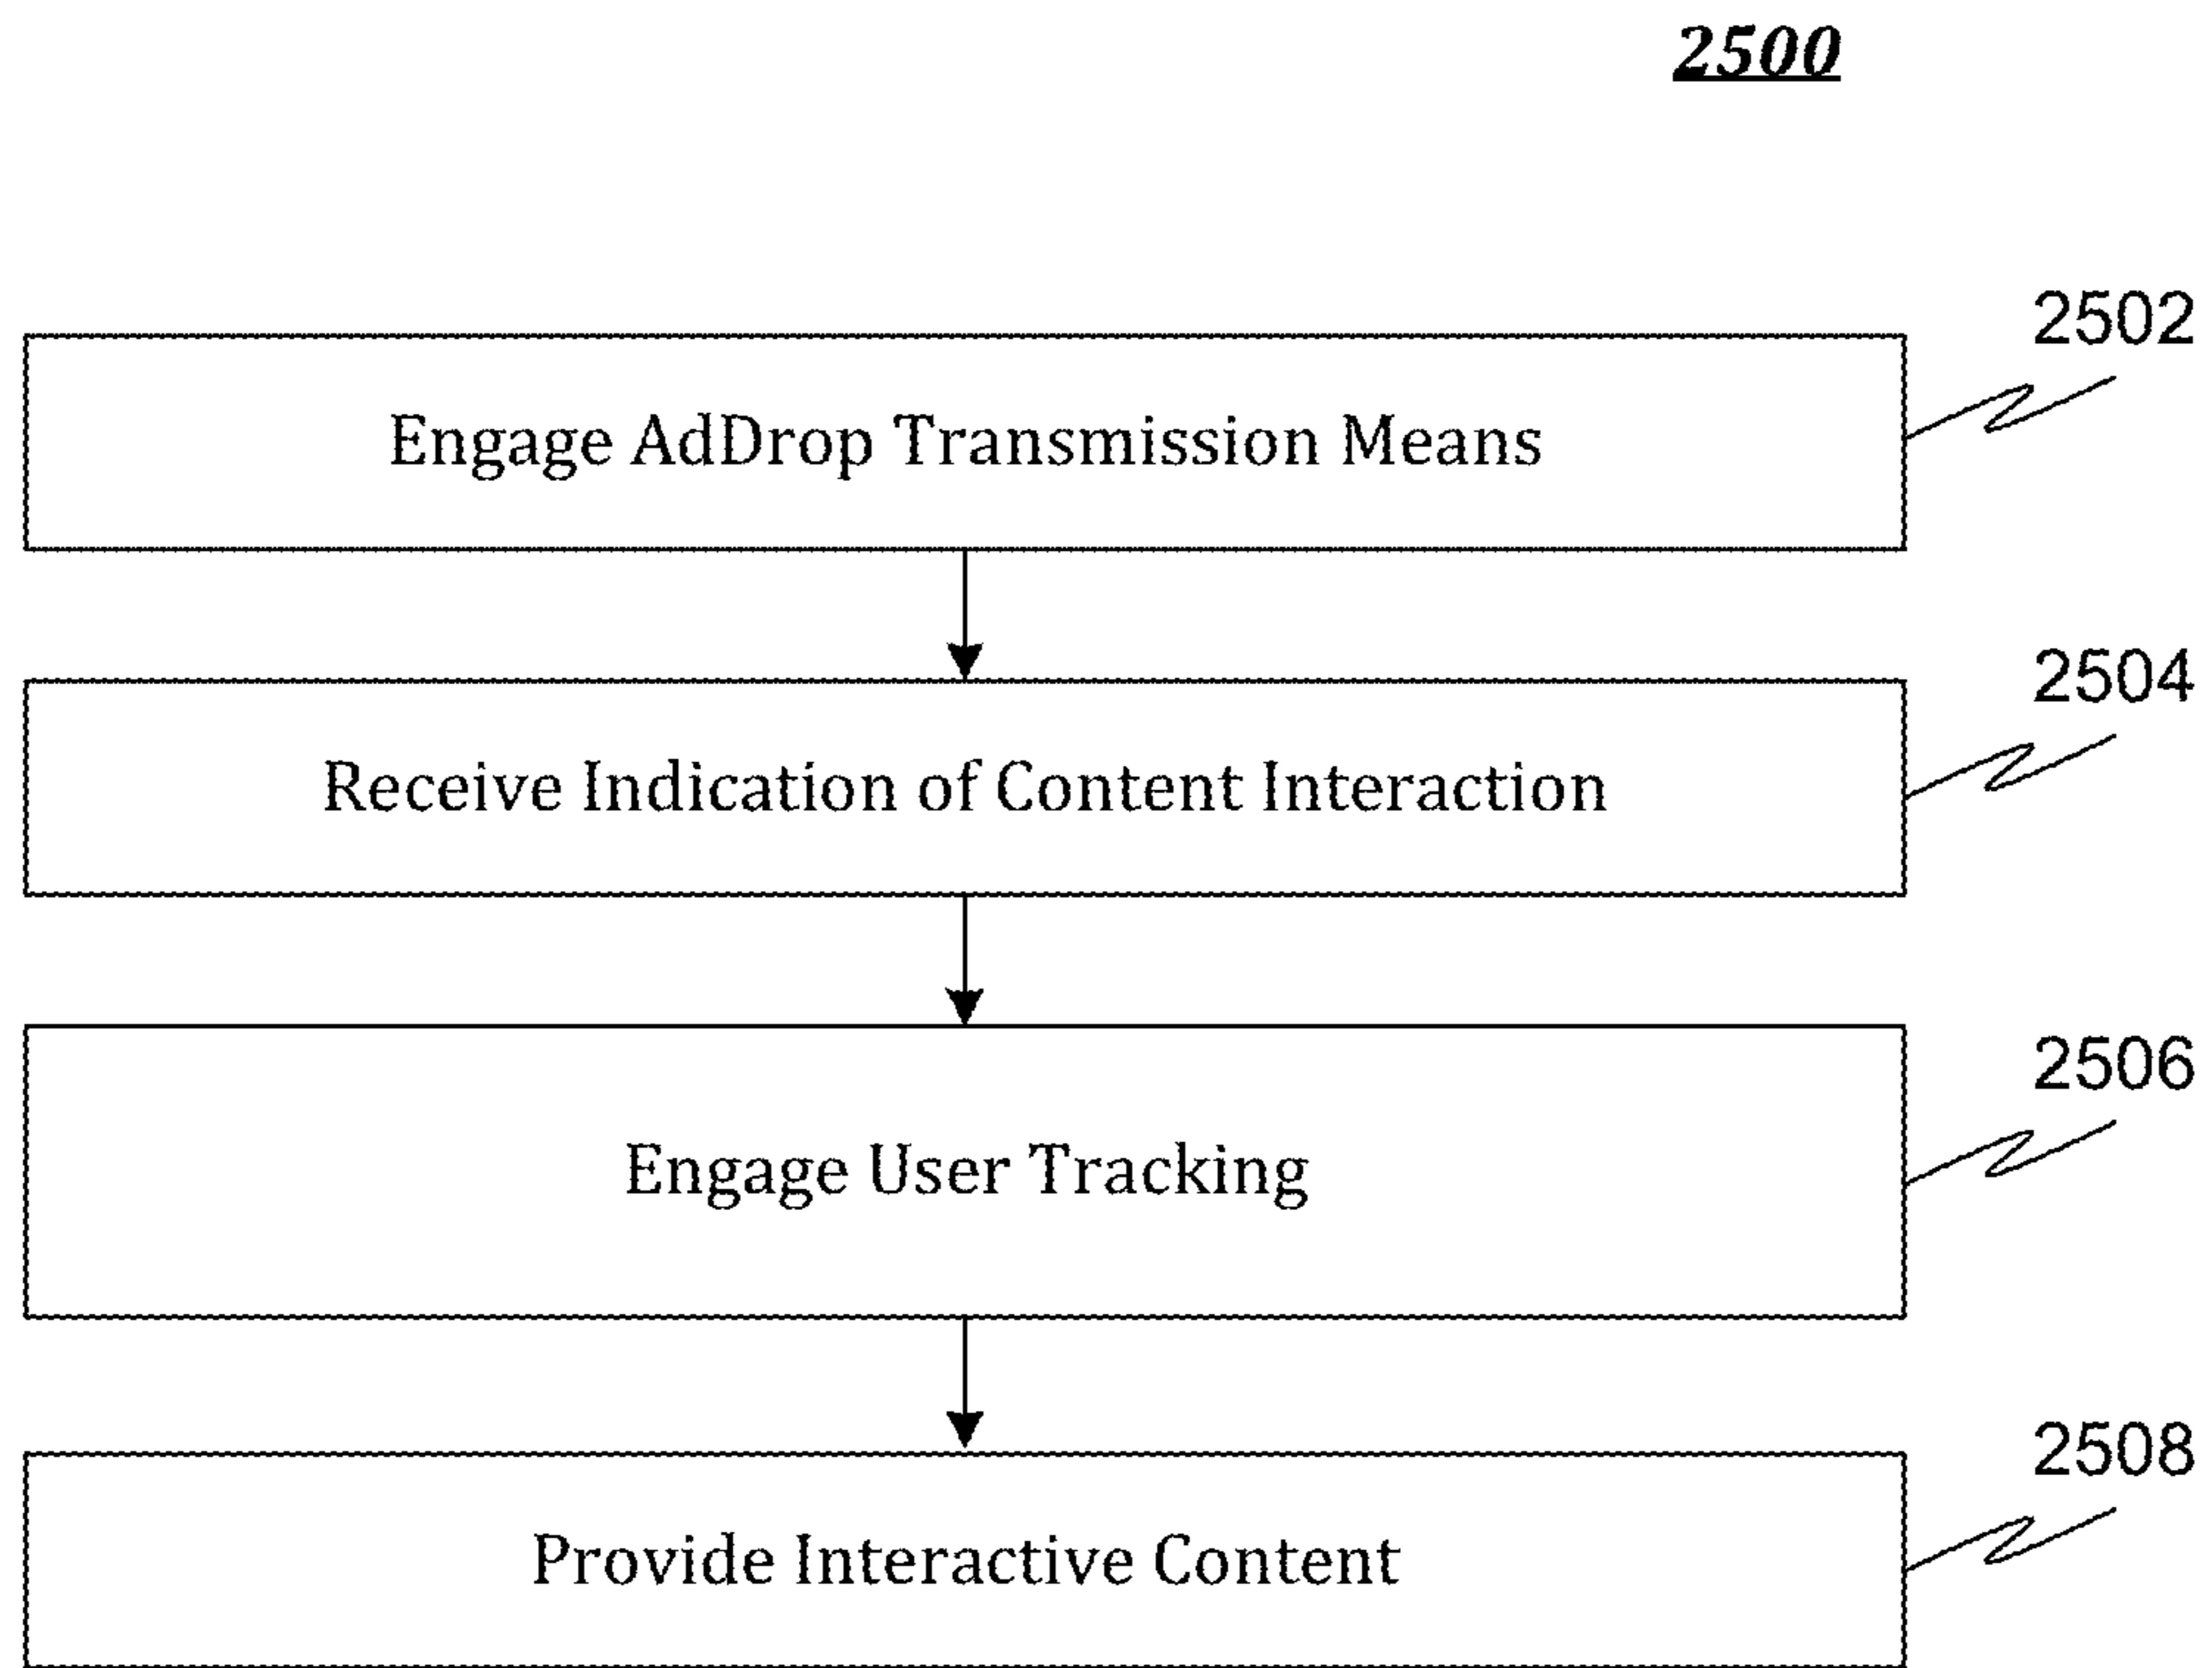 2500
2502
Engage AdDrop Transmission Means
2504
Receive Indication of Content Interaction
2506
Engage User Tracking
2508
Provide Interactive Content